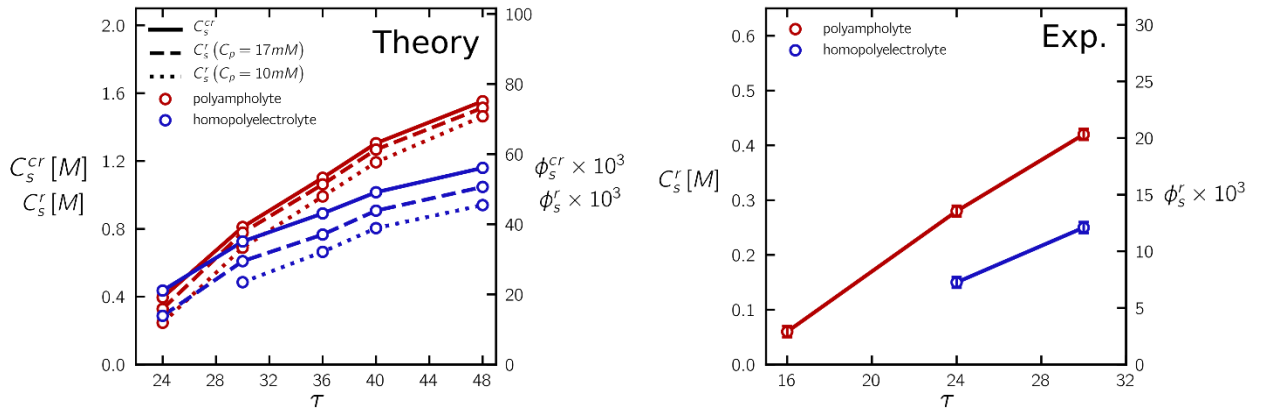 2.0
1.6
1.2
0.8
0.4
0.0
C_s^{cr} [M]
C_s^r [M]
C_s^{cr}
C_s^r (C_p = 17mM)
C_s^r (C_p = 10mM)
polyampholyte
homopolyelectrolyte
Theory
100
80
60
40
20
0
ϕ_s^{cr} × 10^3
ϕ_s^r × 10^3
24 28 32 36 40 44 48
τ
0.6
0.5
0.4
0.3
0.2
0.1
0.0
C_s^r [M]
polyampholyte
homopolyelectrolyte
Exp.
30
25
20
15
10
5
0
ϕ_s^r × 10^3
16 20 24 28 32
τ